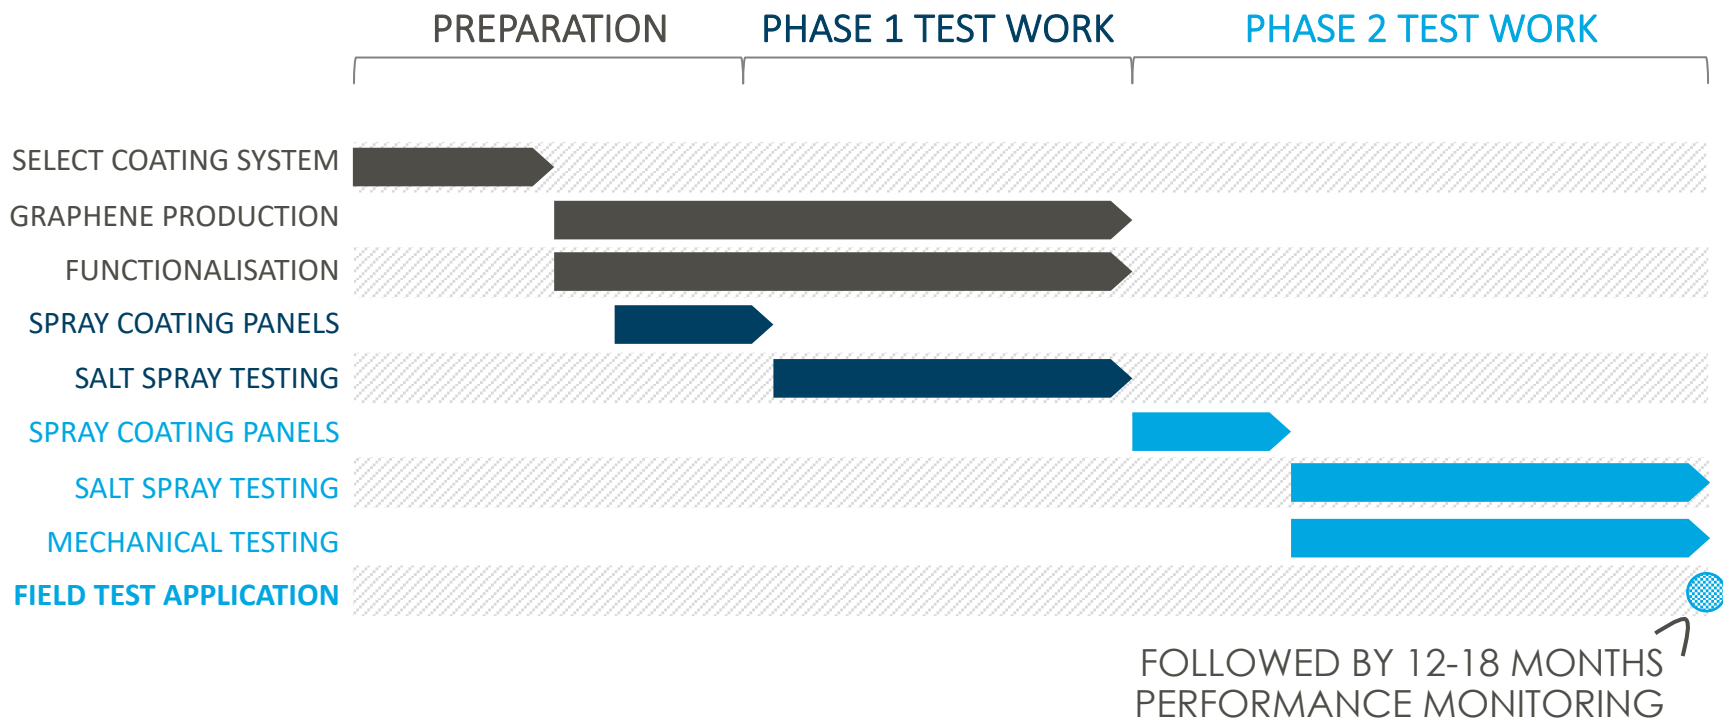 PREPARATION
PHASE 1 TEST WORK
PHASE 2 TEST WORK
SELECT COATING SYSTEM
GRAPHENE PRODUCTION
FUNCTIONALISATION
SPRAY COATING PANELS
SALT SPRAY TESTING
SPRAY COATING PANELS
SALT SPRAY TESTING
MECHANICAL TESTING
FIELD TEST APPLICATION
FOLLOWED BY 12-18 MONTHS
PERFORMANCE MONITORING